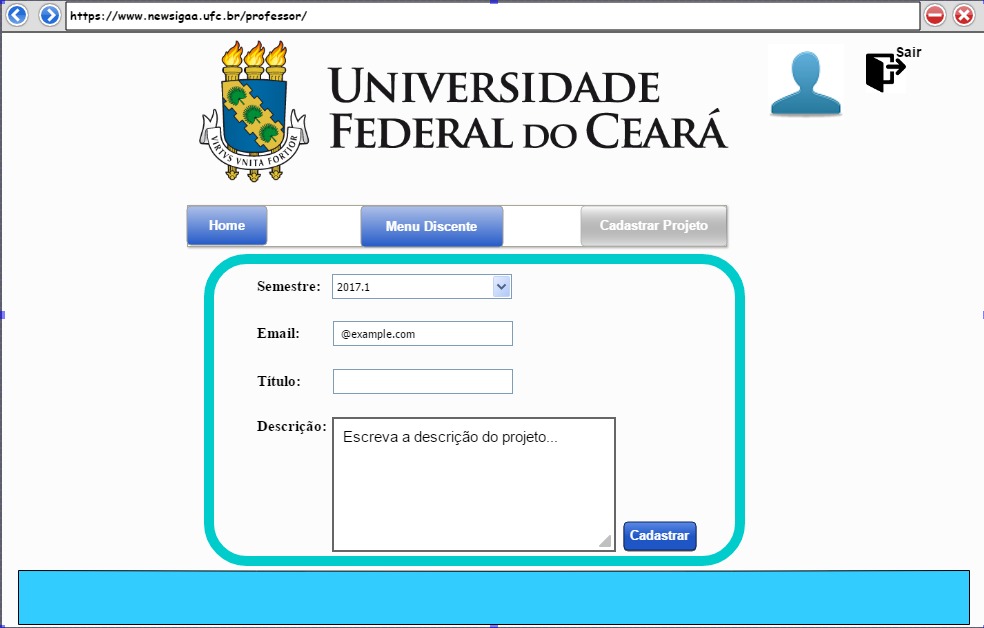 https://www.newsigaa.ufc.br/professor/
Sair
UNIVERSIDADE
FEDERAL DO CEARÁ
VIRTVS VNITA FORTIOR
Home
Menu Discente
Cadastrar Projeto
Semestre: 2017.1
Email: @example.com
Título:
Descrição: Escreva a descrição do projeto...
Cadastrar